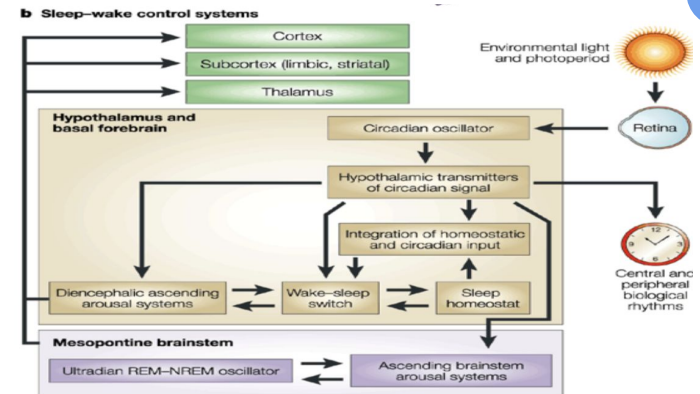 b Sleep–wake control systems
Cortex
Subcortex (limbic, striatal)
Thalamus
Environmental light
and photoperiod
Retina
Hypothalamus and
basal forebrain
Circadian oscillator
Hypothalamic transmitters
of circadian signal
Integration of homeostatic
and circadian input
12
6
Central and
peripheral
biological
rhythms
Diencephalic ascending
arousal systems
Wake–sleep
switch
Sleep
homeostat
Mesopontine brainstem
Ultradian REM–NREM oscillator
Ascending brainstem
arousal systems